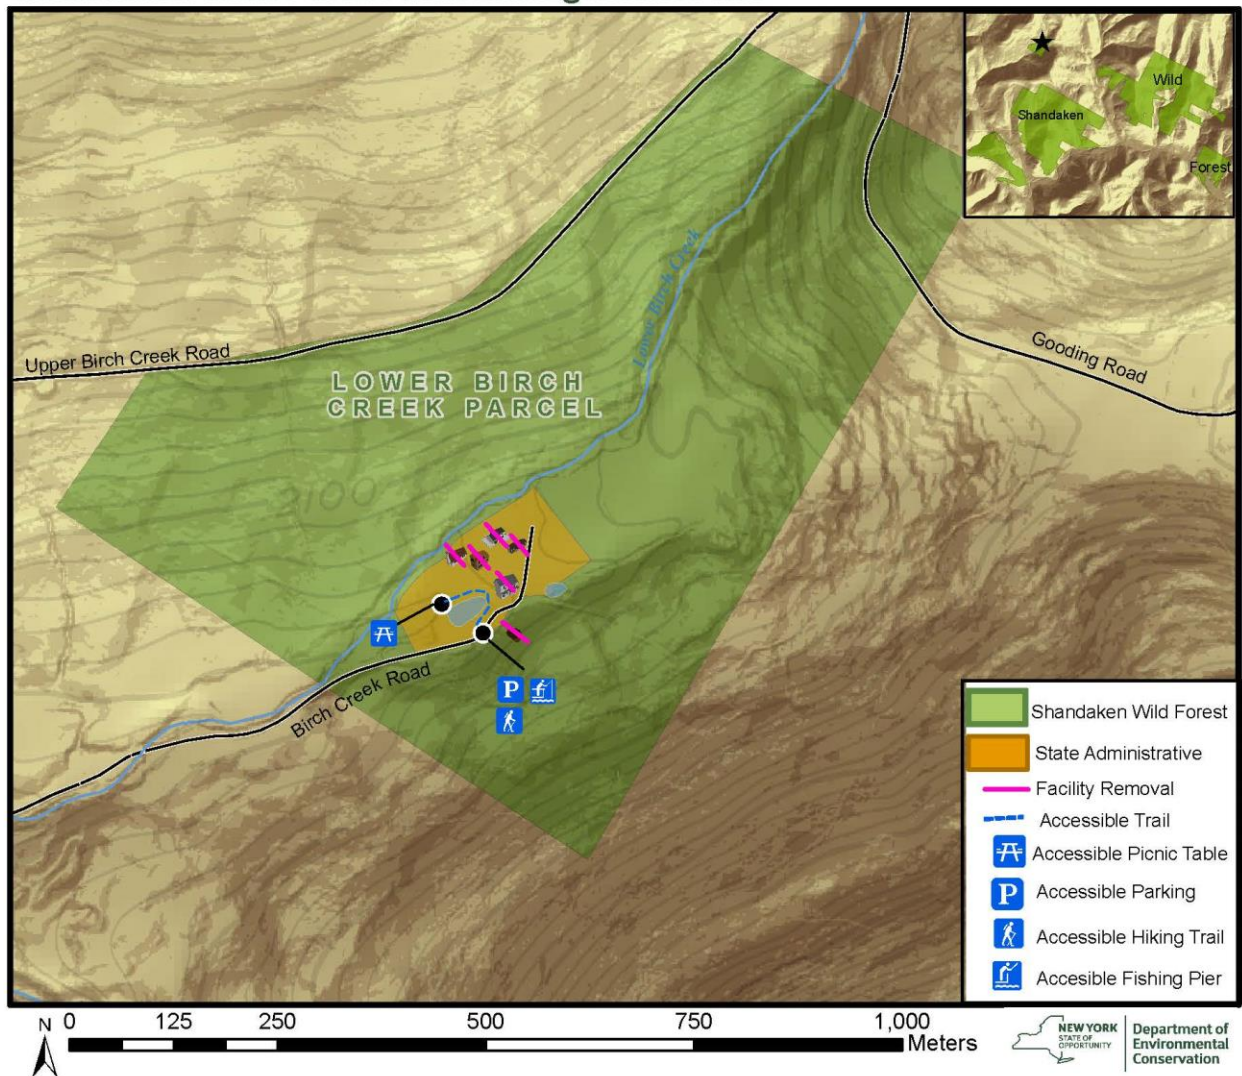 Wild
Shandaken
Forest
Upper Birch Creek Road
Lower Birch Creek
Gooding Road
LOWER BIRCH
CREEK PARCEL
2100
Birch Creek Road
P
Shandaken Wild Forest
State Administrative
Facility Removal
Accessible Trail
Accessible Picnic Table
P Accessible Parking
Accessible Hiking Trail
Accesible Fishing Pier
N 0 125 250 500 750 1,000
Meters
NEW YORK
STATE OF
OPPORTUNITY
Department of
Environmental
Conservation